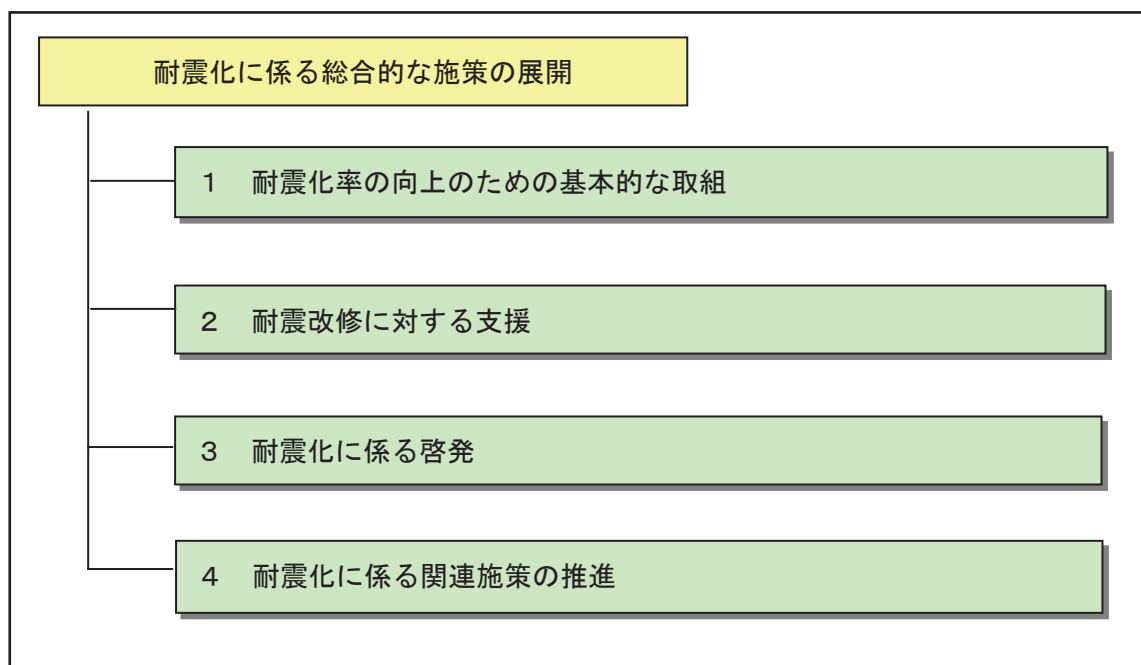 耐震化に係る総合的な施策の展開
1　耐震化率の向上のための基本的な取組
2　耐震改修に対する支援
3　耐震化に係る啓発
4　耐震化に係る関連施策の推進